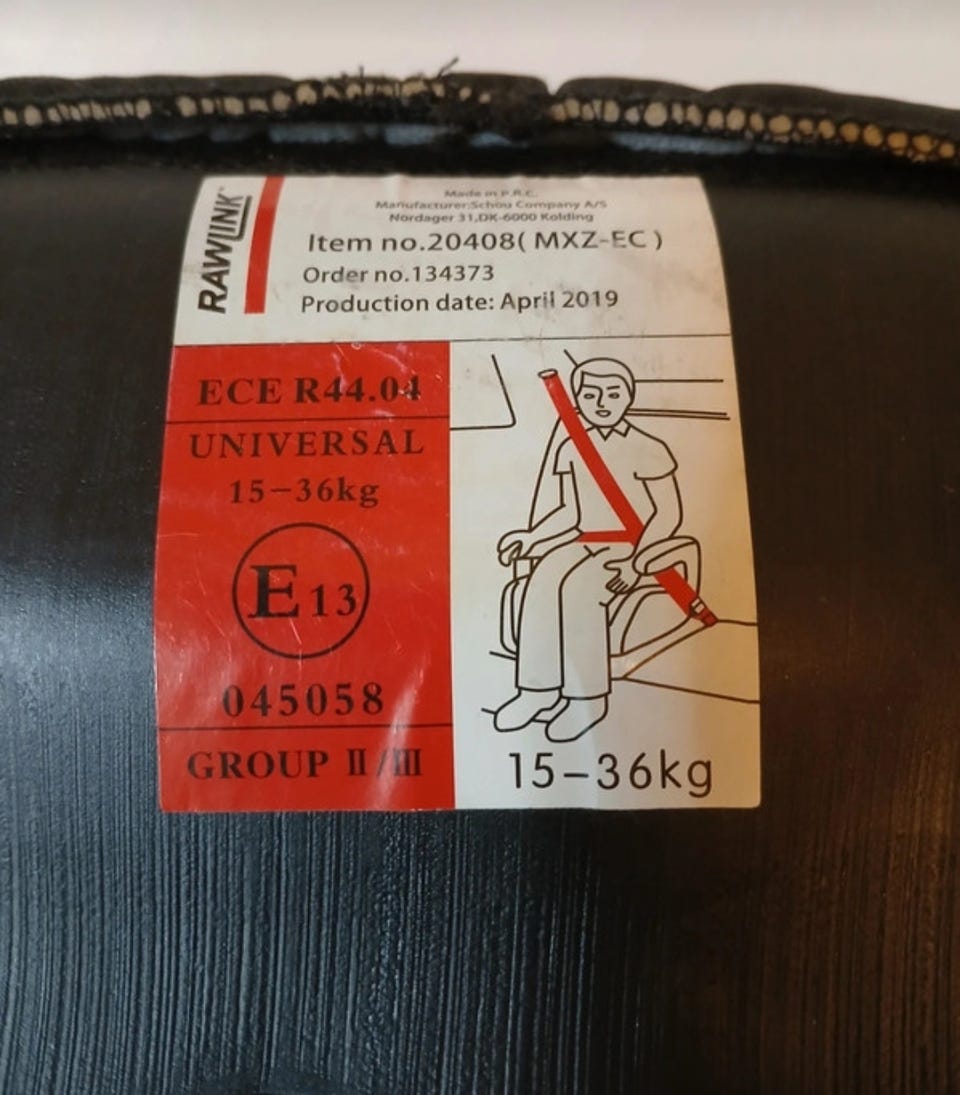 RAWLINK™
Made in P.R.C.
Manufacturer:Schou Company A/S
Nordager 31,DK-6000 Kolding
Item no.20408( MXZ-EC )
Order no.134373
Production date: April 2019
ECE R44.04
UNIVERSAL
15-36kg
E13
045058
GROUP II/III
15-36kg